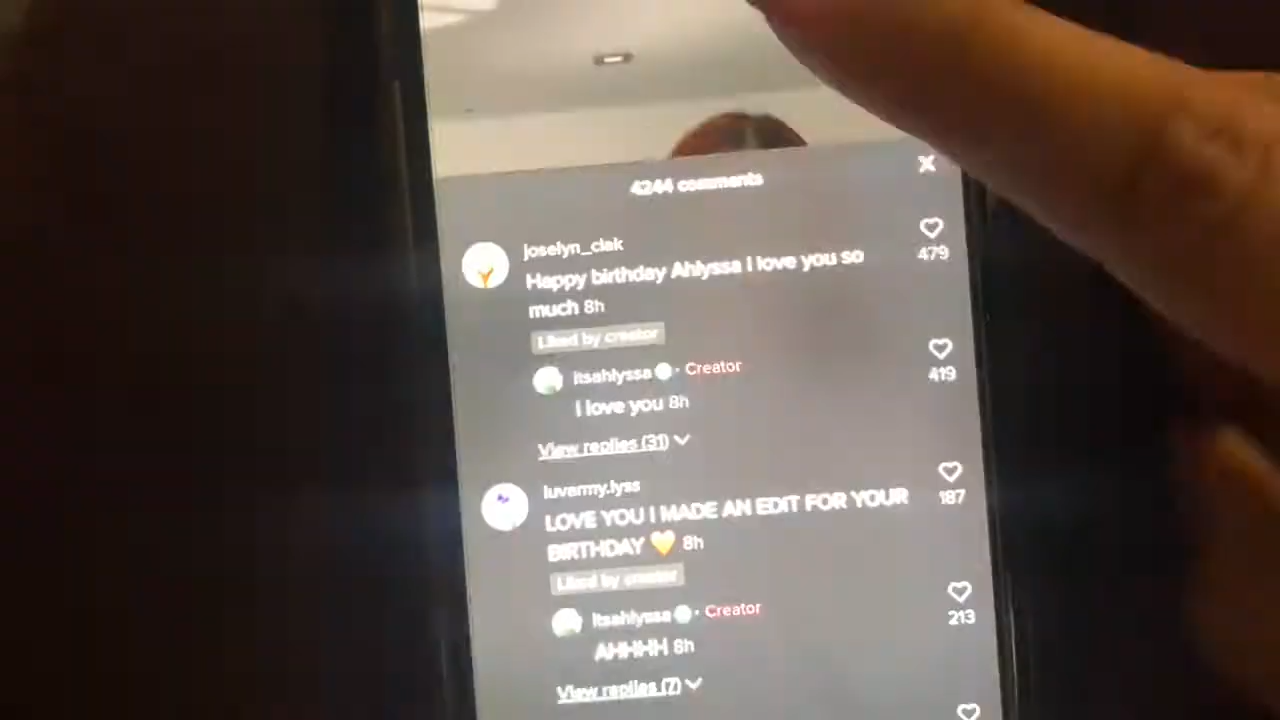 4244 comments
joselyn_clak
Happy birthday Ahlyssa I love you so
much 8h
479
Liked by creator
itsahlyssa · Creator
I love you 8h
419
View replies (31)
luvermy.lyss
LOVE YOU I MADE AN EDIT FOR YOUR
BIRTHDAY 💛 8h
187
Liked by creator
itsahlyssa · Creator
AHHHH 8h
213
View replies (7)